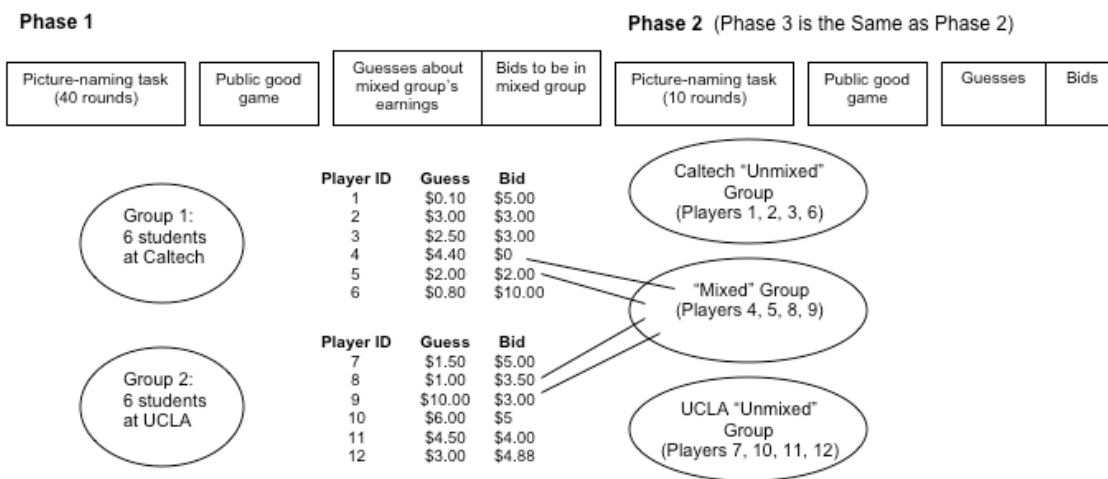 Phase 1
Phase 2 (Phase 3 is the Same as Phase 2)
Picture-naming task
(40 rounds)
Public good
game
Guesses about
mixed group's
earnings
Bids to be in
mixed group
Picture-naming task
(10 rounds)
Public good
game
Guesses
Bids
Group 1:
6 students
at Caltech
Player ID Guess Bid
1 $0.10 $5.00
2 $3.00 $3.00
3 $2.50 $3.00
4 $4.40 $0
5 $2.00 $2.00
6 $0.80 $10.00
Caltech “Unmixed”
Group
(Players 1, 2, 3, 6)
“Mixed” Group
(Players 4, 5, 8, 9)
Group 2:
6 students
at UCLA
Player ID Guess Bid
7 $1.50 $5.00
8 $1.00 $3.50
9 $10.00 $3.00
10 $6.00 $5
11 $4.50 $4.00
12 $3.00 $4.88
UCLA “Unmixed”
Group
(Players 7, 10, 11, 12)